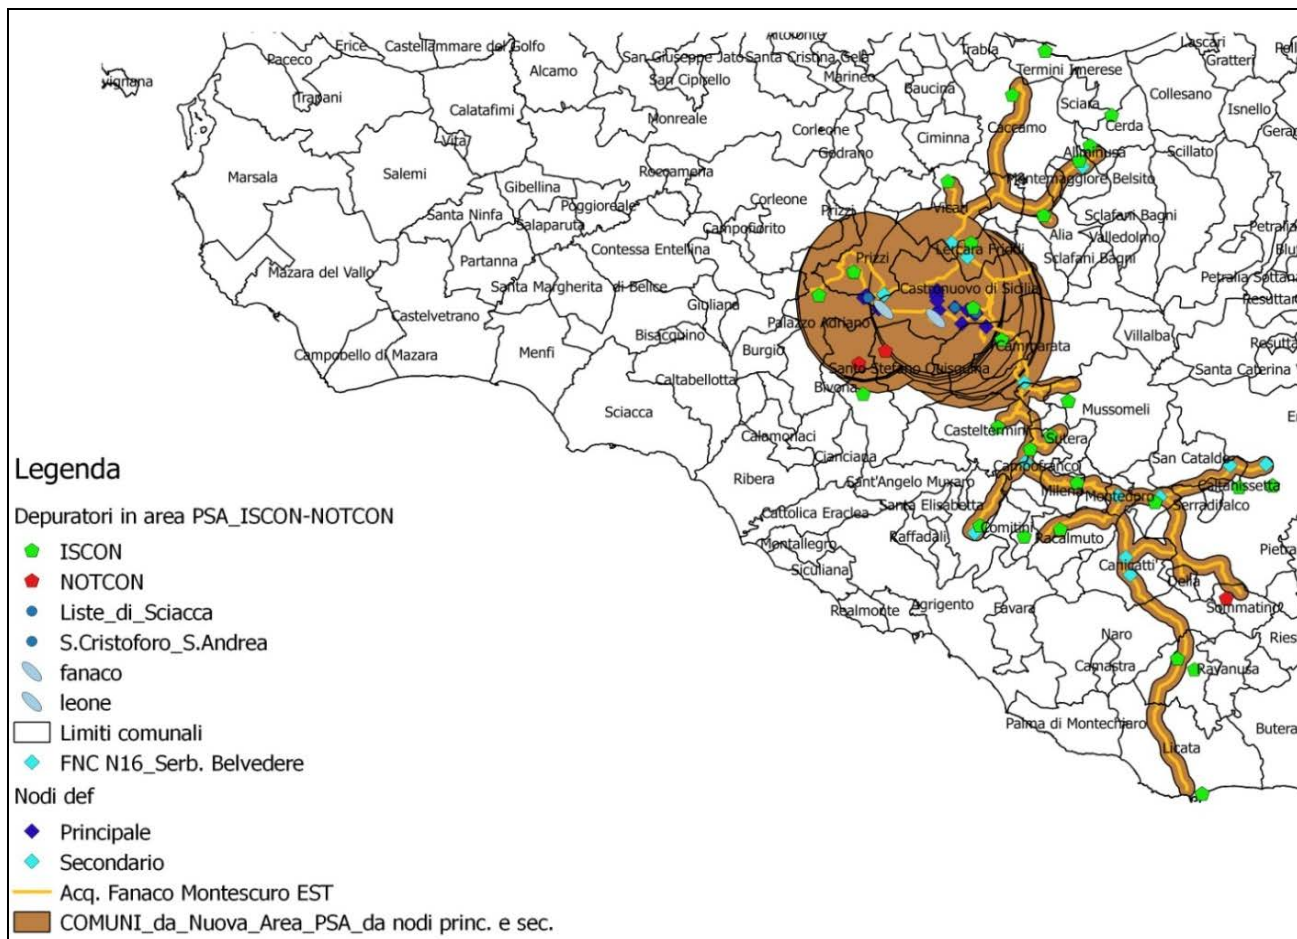 Altofonte
Erice
Castellammare del Golfo
San Giuseppe Jato
Santa Cristina Gela
Trabia
Lascari
Paceco
Gratteri
vignana
Alcamo
San Cipirello
Marineo
Termini Imerese
Baucina
Collesano
Trapani
Sciara
Isnello
Calatafimi
Monreale
Corleone
Caccamo
Cerda
Vita
Ciminna
Godrano
Aliminusa
Scillato
Marsala
Salemi
Roccamena
Montemaggiore Belsito
Gibellina
Corleone
Poggioreale
Prizzi
Vicari
Santa Ninfa
Salaparuta
Campofiorito
Sclafani Bagni
Alia
Valledolmo
Contessa Entellina
Lercara Friddi
Partanna
Prizzi
Sclafani Bagni
Mazara del Vallo
Petralia Sottana
Santa Margherita di Belice
Castronuovo di Sicilia
Giuliana
Castelvetrano
Palazzo Adriano
Bisacquino
Villalba
Campobello di Mazara
Menfi
Burgio
Cammarata
Santo Stefano Quisquina
Santa Caterina
Caltabellotta
Bivona
Sciacca
Mussomeli
Calamonaci
Casteltermini
Sutera
Cianciana
San Cataldo
Campofranco
Ribera
Sant'Angelo Muxaro
Milena
Montedoro
Caltanissetta
Santa Elisabetta
Serradifalco
Cattolica Eraclea
Comitini
Raffadali
Racalmuto
Montallegro
Siculiana
Canicatti'
Delia
Realmonte
Agrigento
Favara
Sommatino
Naro
Camastra
Ravanusa
Palma di Montechiaro
Butera
Licata
Legenda
Depuratori in area PSA_ISCON-NOTCON
ISCON
NOTCON
Liste_di_Sciacca
S.Cristoforo_S.Andrea
fanaco
leone
Limiti comunali
FNC N16_Serb. Belvedere
Nodi def
Principale
Secondario
Acq. Fanaco Montescuro EST
COMUNI_da_Nuova_Area_PSA_da nodi princ. e sec.